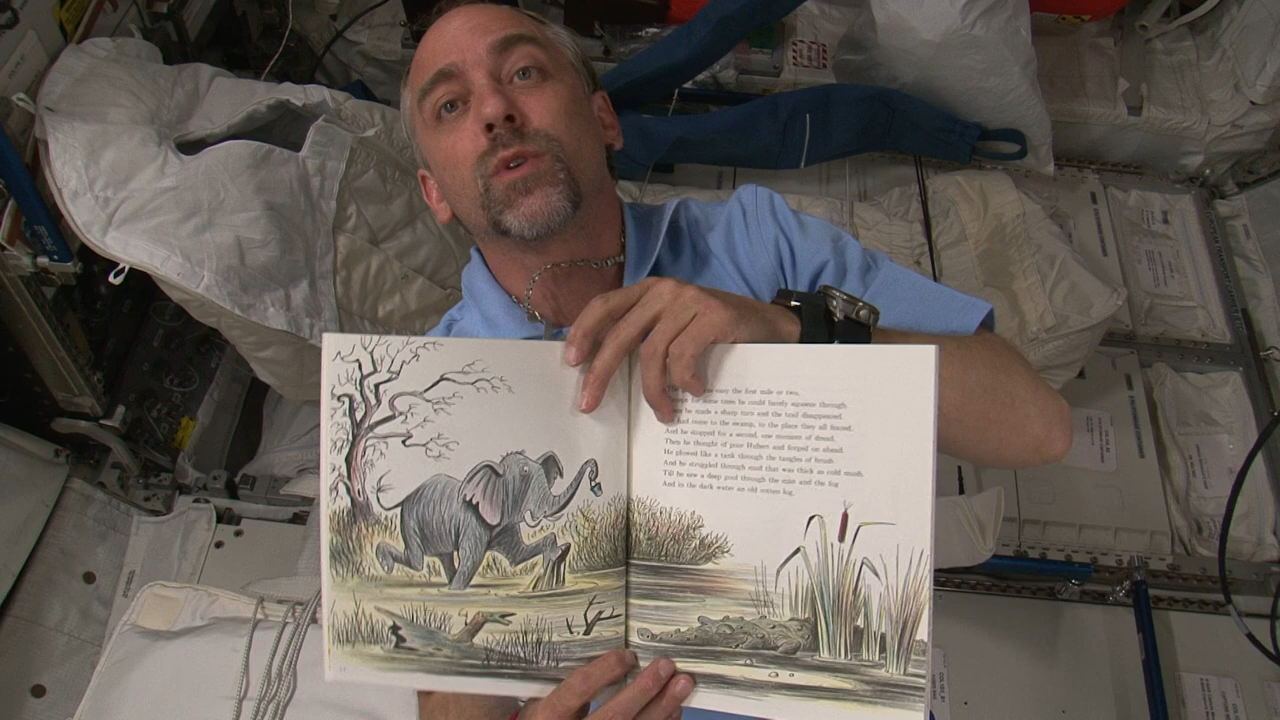 easy the first mile or two,
some trees he could barely squeeze through.
he made a sharp turn and the trail disappeared.
had come to the swamp, to the place they all feared.
And he stopped for a second, one moment of dread.
Then he thought of poor Hubert and forged on ahead.
He plowed like a tank through the tangles of brush
And he struggled through mud that was thick as cold mush.
Till he saw a deep pool through the mist and the fog
And in the dark water an old rotten log.